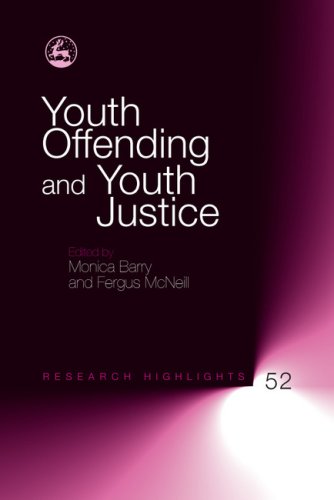 Youth
Offending
and Youth
Justice
Edited by
Monica Barry
and Fergus McNeill
RESEARCH HIGHLIGHTS 52